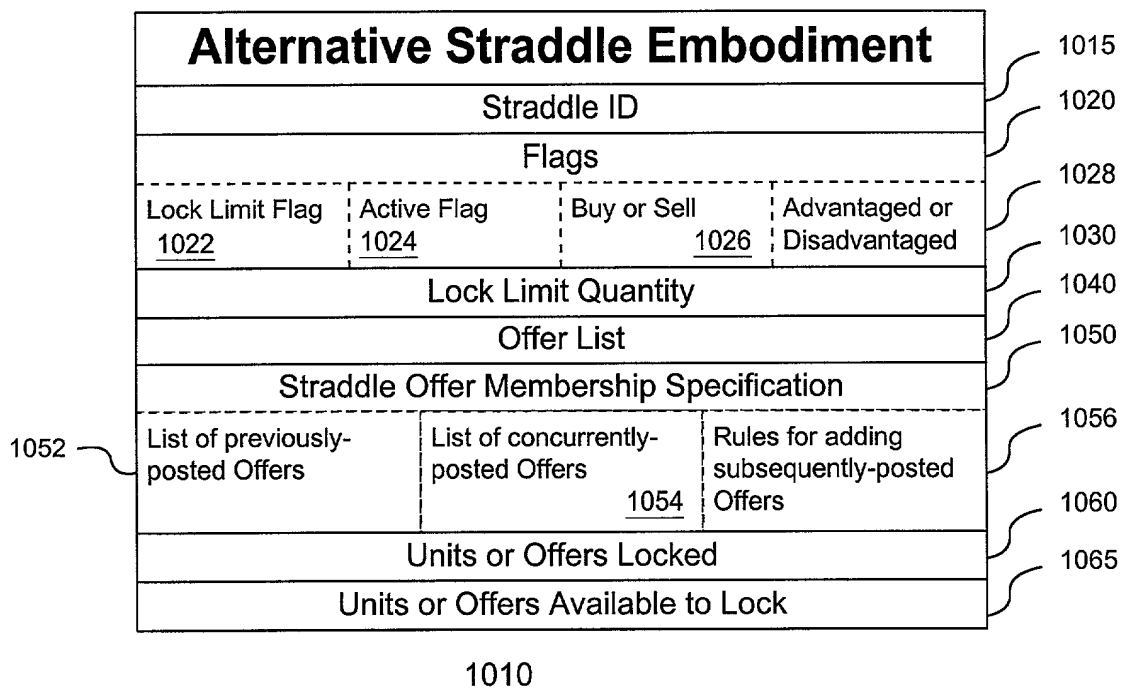 Alternative Straddle Embodiment
1015
Straddle ID
1020
Flags
1028
Lock Limit Flag
1022
Active Flag
1024
Buy or Sell
1026
Advantaged or
Disadvantaged
1030
Lock Limit Quantity
1040
Offer List
1050
Straddle Offer Membership Specification
1056
1052
List of previously-
posted Offers
List of concurrently-
posted Offers
1054
Rules for adding
subsequently-posted
Offers
1060
Units or Offers Locked
1065
Units or Offers Available to Lock
1010